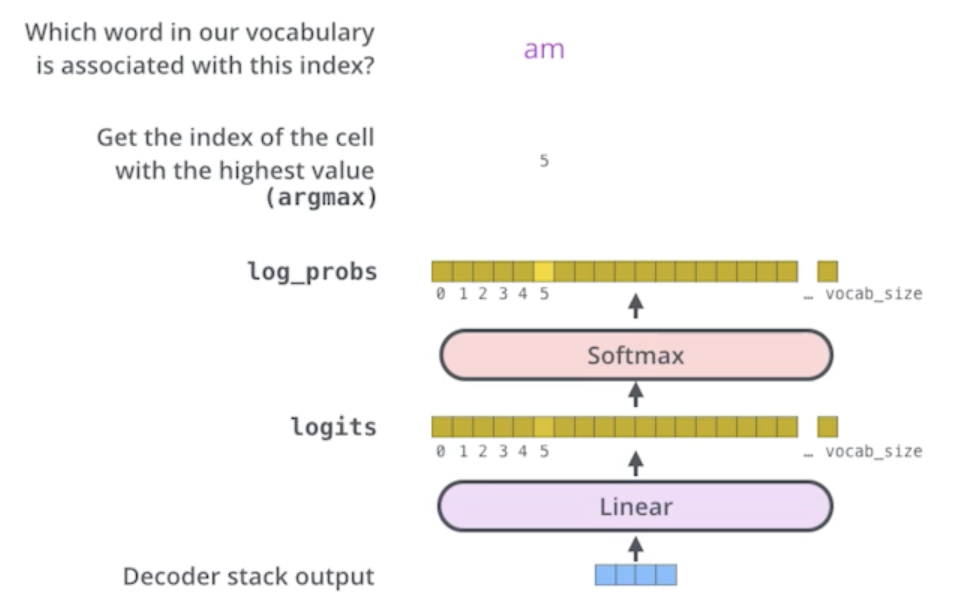 Which word in our vocabulary
is associated with this index?
am
Get the index of the cell
with the highest value
(argmax)
5
log_probs
0 1 2 3 4 5 … vocab_size
Softmax
logits
0 1 2 3 4 5 … vocab_size
Linear
Decoder stack output